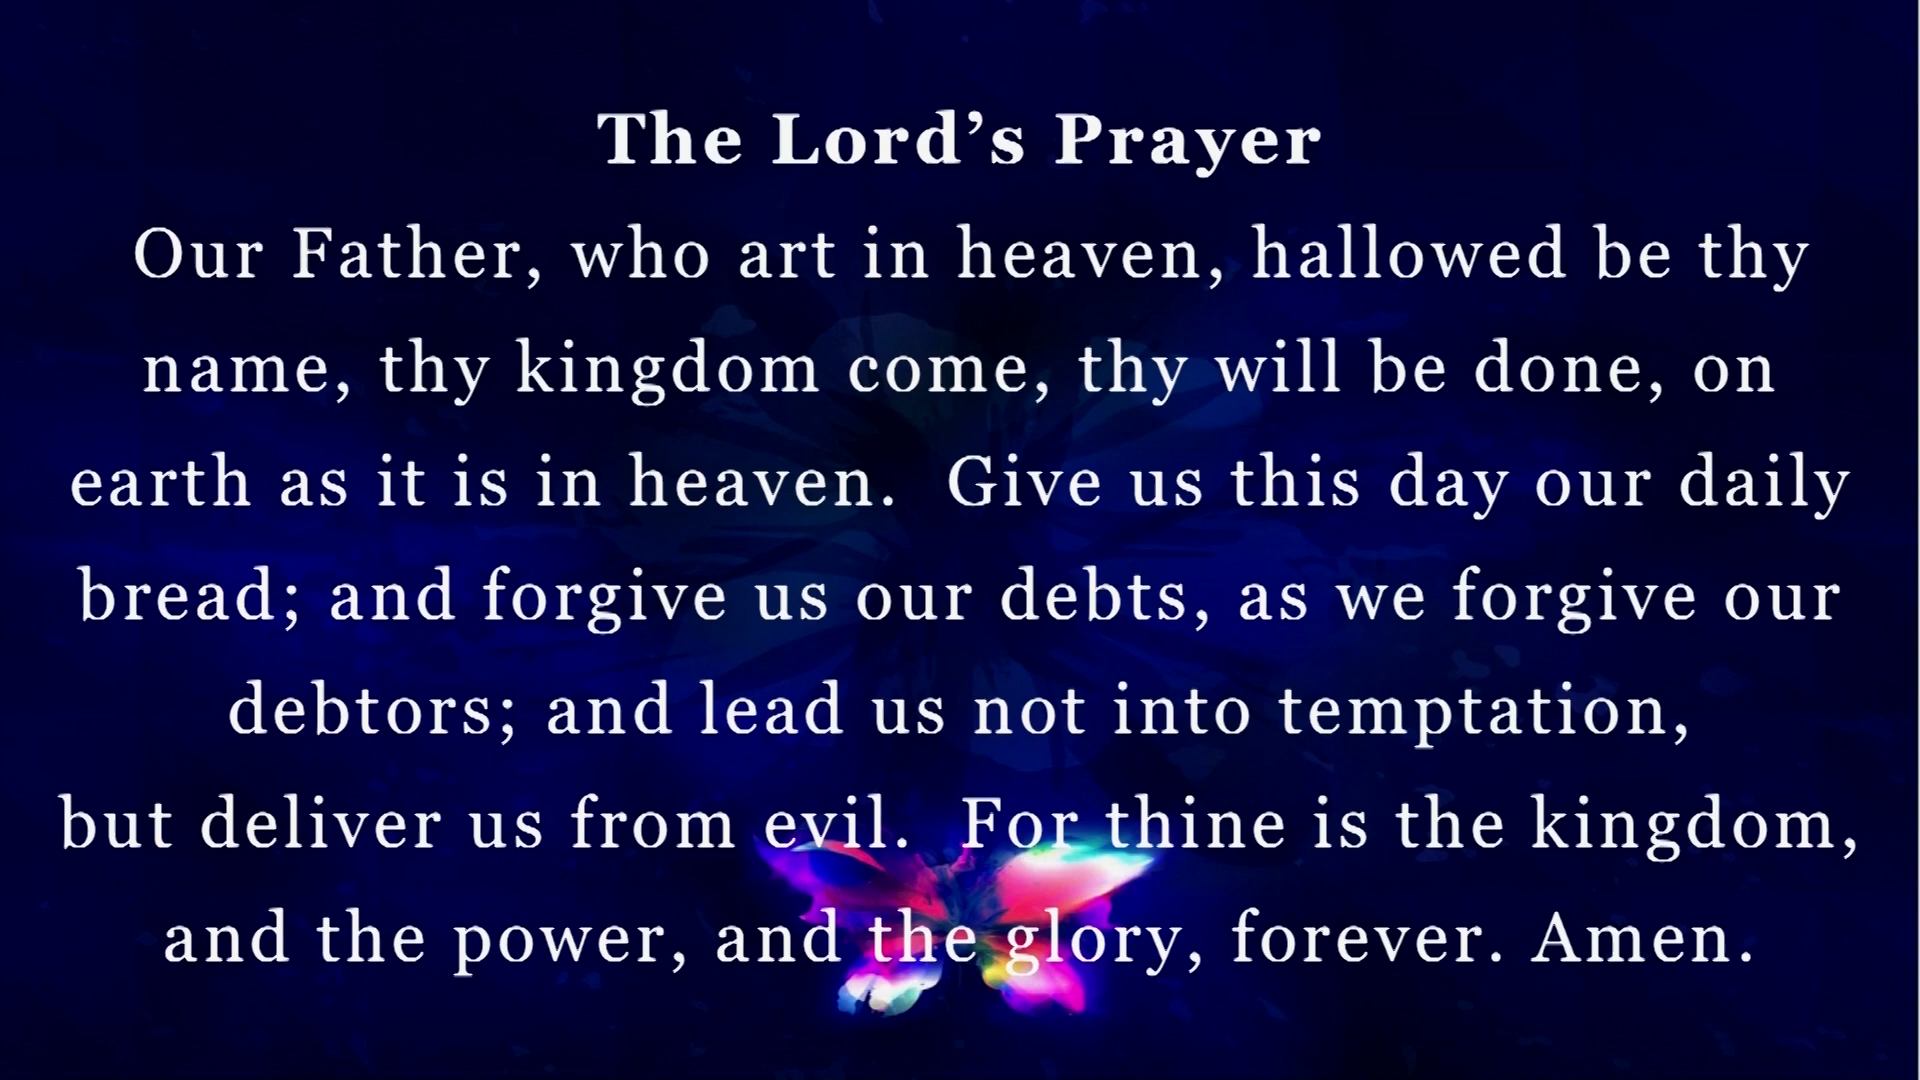 The Lord’s Prayer
Our Father, who art in heaven, hallowed be thy
name, thy kingdom come, thy will be done, on
earth as it is in heaven.  Give us this day our daily
bread; and forgive us our debts, as we forgive our
debtors; and lead us not into temptation,
but deliver us from evil.  For thine is the kingdom,
and the power, and the glory, forever. Amen.